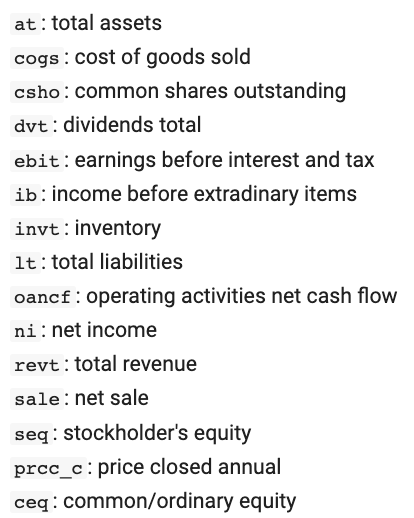 at: total assets
cogs: cost of goods sold
csho: common shares outstanding
dvt: dividends total
ebit: earnings before interest and tax
ib: income before extradinary items
invt: inventory
lt: total liabilities
oancf: operating activities net cash flow
ni: net income
revt: total revenue
sale: net sale
seq: stockholder's equity
prcc_c: price closed annual
ceq: common/ordinary equity